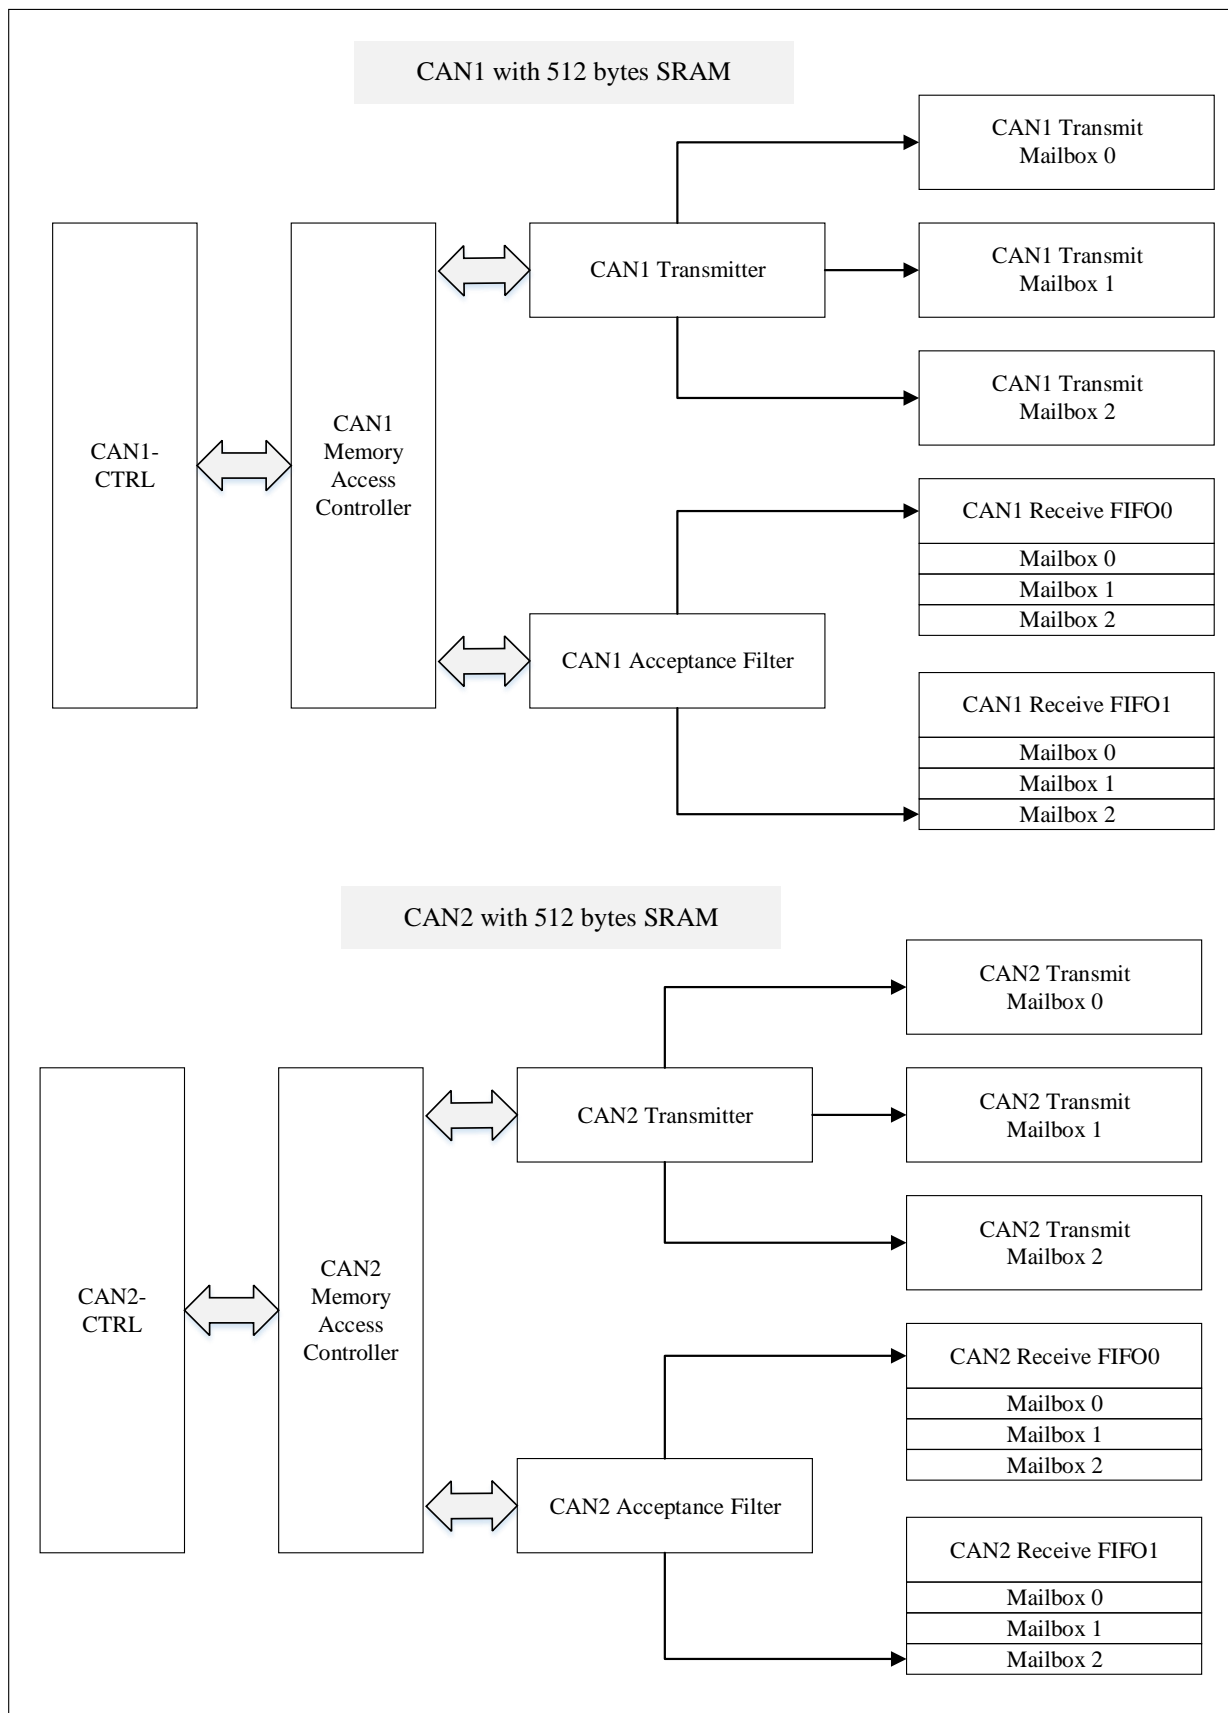 CAN1 with 512 bytes SRAM
CAN1 Transmit
Mailbox 0
CAN1 Transmit
Mailbox 1
CAN1 Transmitter
CAN1 Transmit
Mailbox 2
CAN1-
CTRL
CAN1
Memory
Access
Controller
CAN1 Receive FIFO0
Mailbox 0
Mailbox 1
Mailbox 2
CAN1 Acceptance Filter
CAN1 Receive FIFO1
Mailbox 0
Mailbox 1
Mailbox 2
CAN2 with 512 bytes SRAM
CAN2 Transmit
Mailbox 0
CAN2 Transmit
Mailbox 1
CAN2 Transmitter
CAN2 Transmit
Mailbox 2
CAN2-
CTRL
CAN2
Memory
Access
Controller
CAN2 Receive FIFO0
Mailbox 0
Mailbox 1
Mailbox 2
CAN2 Acceptance Filter
CAN2 Receive FIFO1
Mailbox 0
Mailbox 1
Mailbox 2